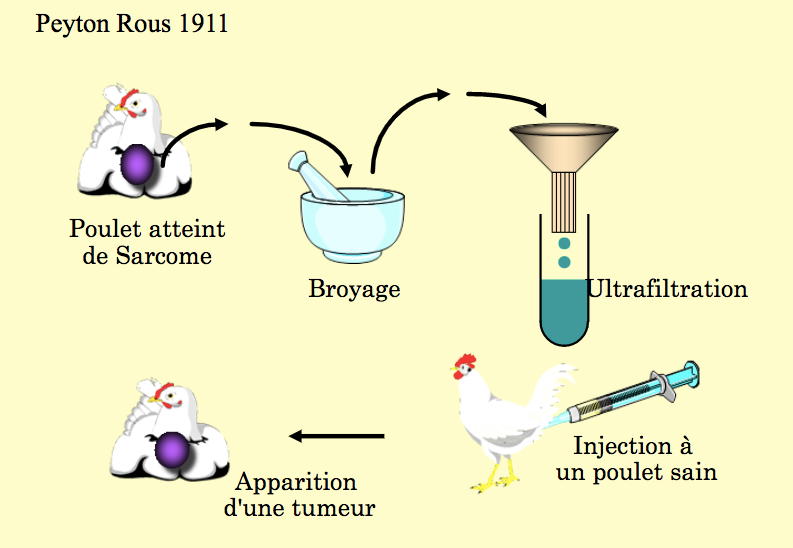 Peyton Rous 1911
Poulet atteint
de Sarcome
Broyage
Ultrafiltration
Injection à
un poulet sain
Apparition
d'une tumeur